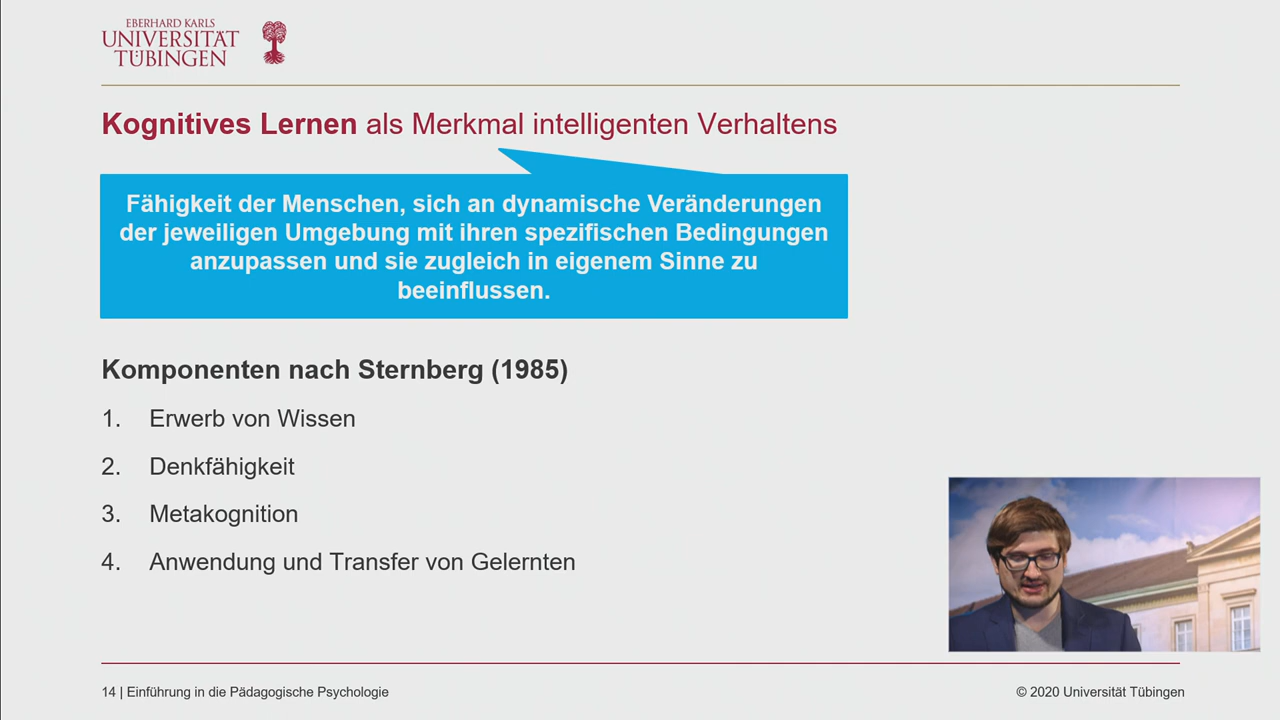 EBERHARD KARLS
UNIVERSITÄT
TÜBINGEN
Kognitives Lernen als Merkmal intelligenten Verhaltens
Fähigkeit der Menschen, sich an dynamische Veränderungen
der jeweiligen Umgebung mit ihren spezifischen Bedingungen
anzupassen und sie zugleich in eigenem Sinne zu
beeinflussen.
Komponenten nach Sternberg (1985)
1. Erwerb von Wissen
2. Denkfähigkeit
3. Metakognition
4. Anwendung und Transfer von Gelernten
14 | Einführung in die Pädagogische Psychologie
© 2020 Universität Tübingen